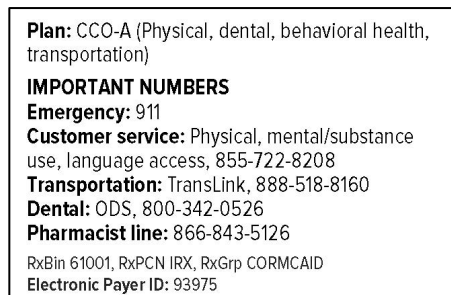 Plan: CCO-A (Physical, dental, behavioral health,
transportation)
IMPORTANT NUMBERS
Emergency: 911
Customer service: Physical, mental/substance
use, language access, 855-722-8208
Transportation: TransLink, 888-518-8160
Dental: ODS, 800-342-0526
Pharmacist line: 866-843-5126
RxBin 61001, RxPCN IRX, RxGrp CORMCAID
Electronic Payer ID: 93975